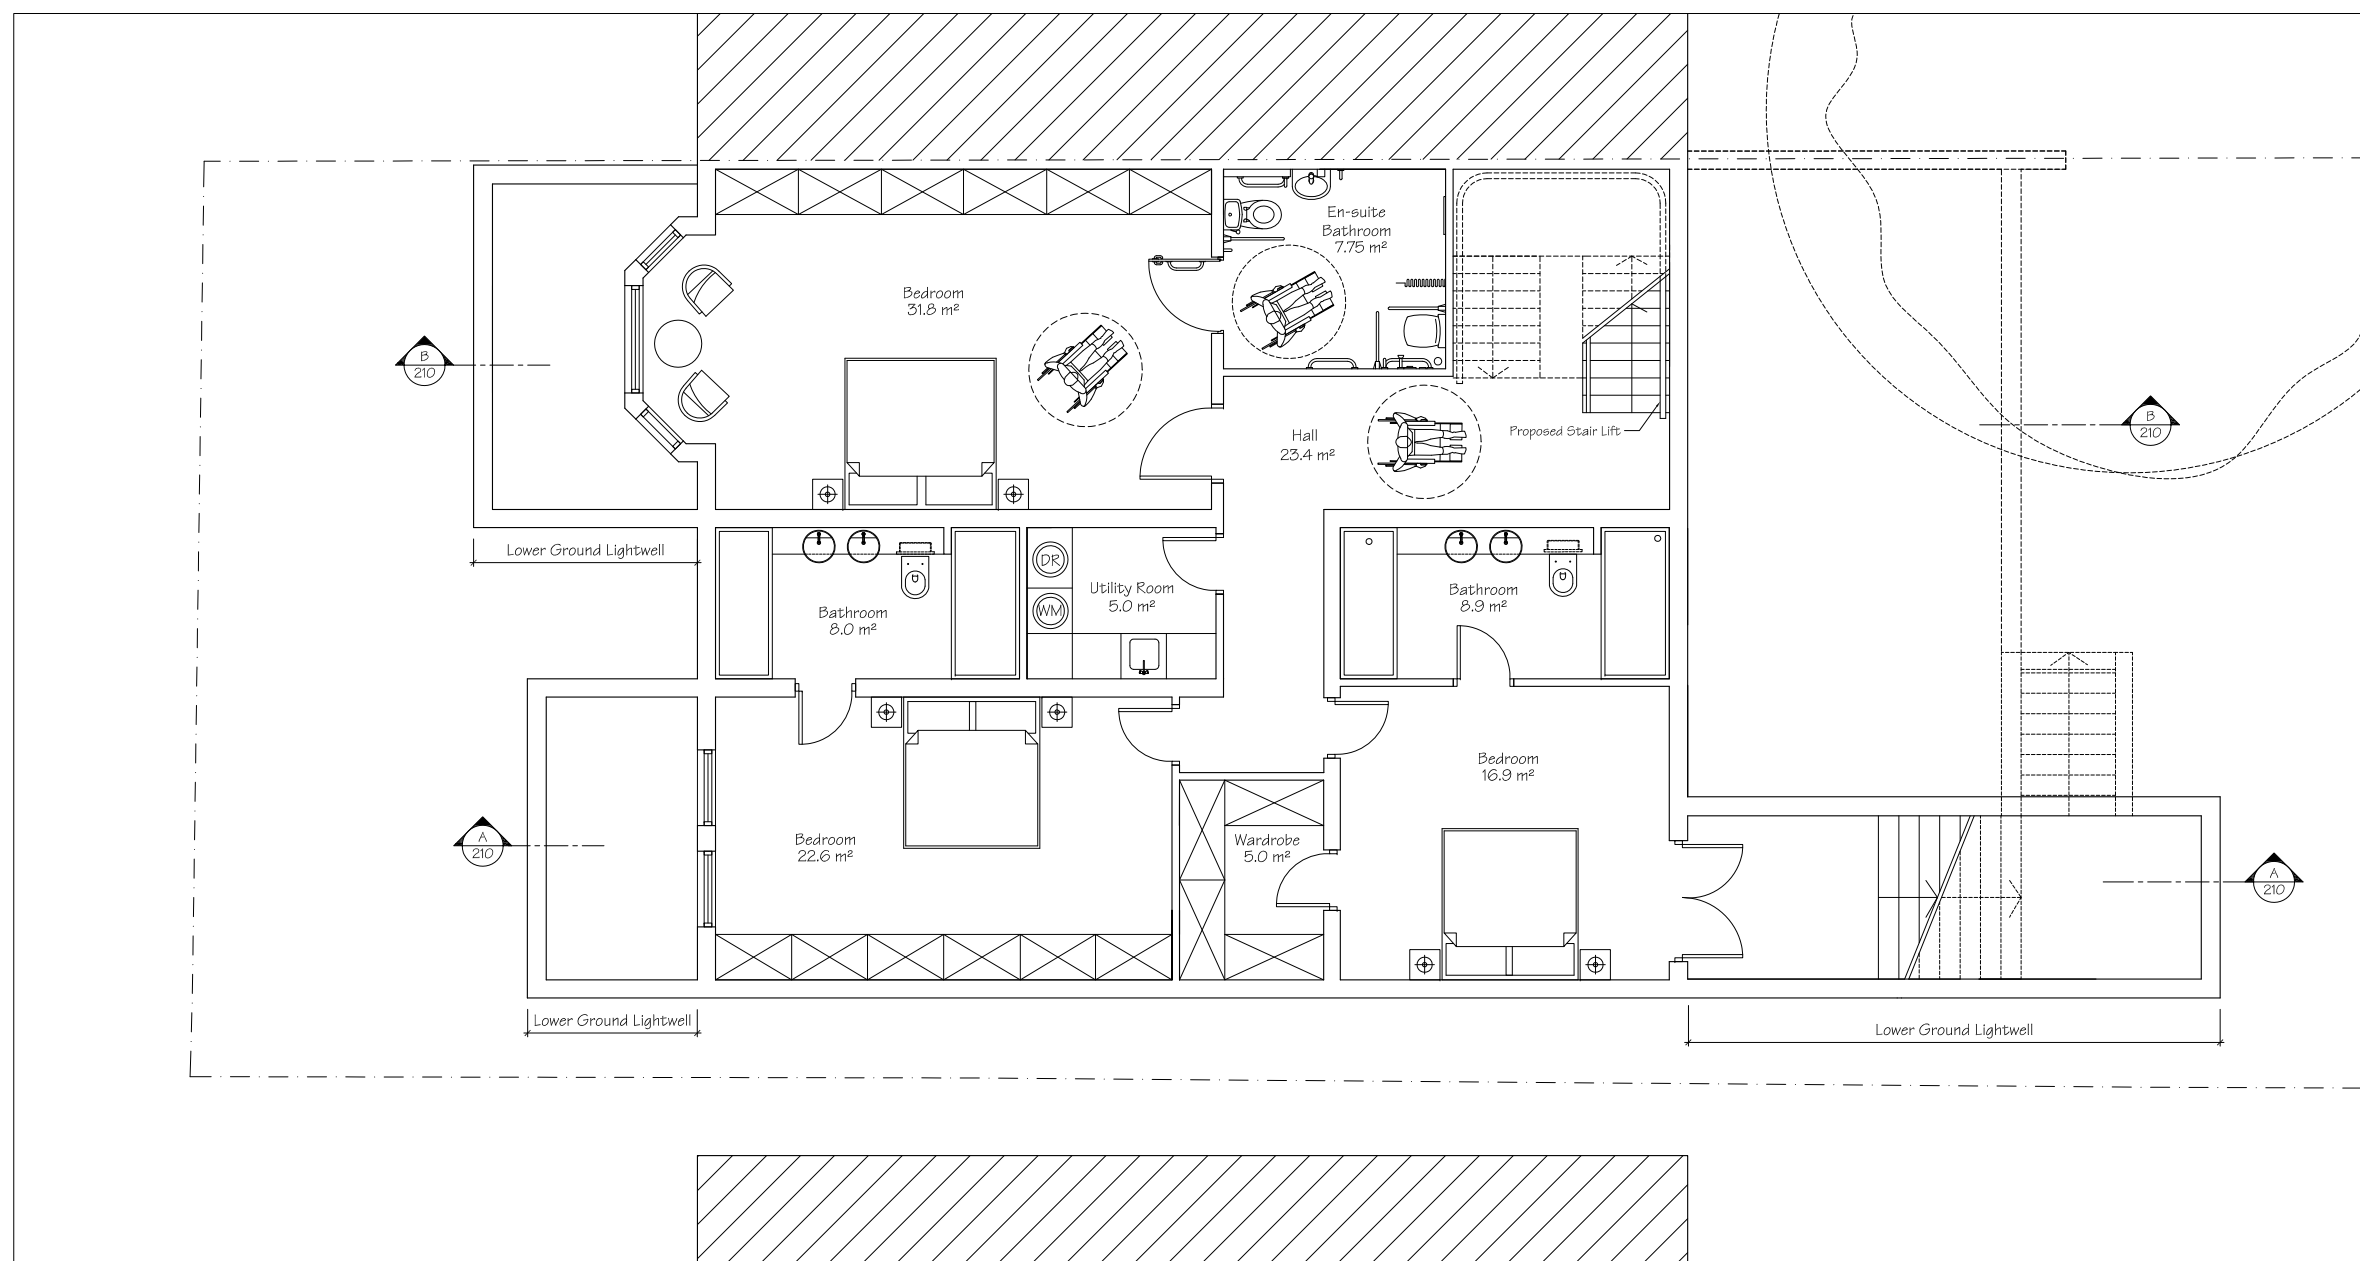 En-suite
Bathroom
7.75 m²
Bedroom
31.8 m²
B
210
B
210
Proposed Stair Lift
Hall
23.4 m²
Lower Ground Lightwell
DR
WM
Utility Room
5.0 m²
Bathroom
8.0 m²
Bathroom
8.9 m²
Bedroom
16.9 m²
A
210
Bedroom
22.6 m²
Wardrobe
5.0 m²
A
210
Lower Ground Lightwell
Lower Ground Lightwell